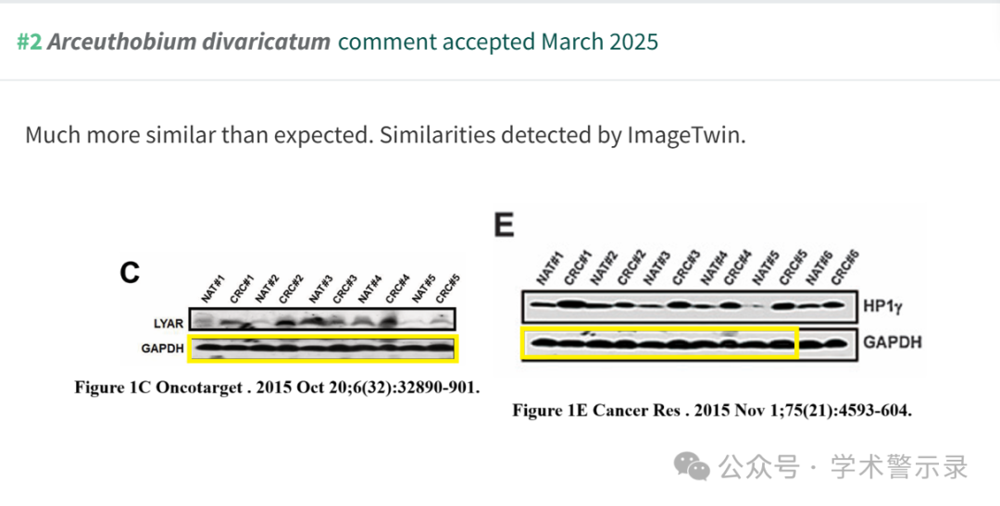 #2 Arceuthobium divaricatum comment accepted March 2025
Much more similar than expected. Similarities detected by ImageTwin.
C
NAT#1 CRC#1 NAT#2 CRC#2 NAT#3 CRC#3 NAT#4 CRC#4 NAT#5 CRC#5
LYAR
GAPDH
Figure 1C Oncotarget . 2015 Oct 20;6(32):32890-901.
E
NAT#1 CRC#1 NAT#2 CRC#2 NAT#3 CRC#3 NAT#4 CRC#4 NAT#5 CRC#5 NAT#6 CRC#6
HP1γ
GAPDH
Figure 1E Cancer Res . 2015 Nov 1;75(21):4593-604.
公众号 · 学术警示录